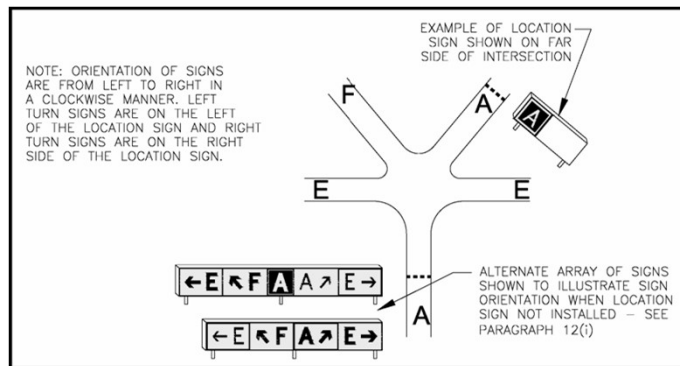 EXAMPLE OF LOCATION
SIGN SHOWN ON FAR
SIDE OF INTERSECTION
NOTE: ORIENTATION OF SIGNS
ARE FROM LEFT TO RIGHT IN
A CLOCKWISE MANNER. LEFT
TURN SIGNS ARE ON THE LEFT
OF THE LOCATION SIGN AND RIGHT
TURN SIGNS ARE ON THE RIGHT
SIDE OF THE LOCATION SIGN.
F
A
A
E
E
←E ↖F A A↗ E→
ALTERNATE ARRAY OF SIGNS
SHOWN TO ILLUSTRATE SIGN
ORIENTATION WHEN LOCATION
SIGN NOT INSTALLED – SEE
PARAGRAPH 12(i)
A
←E ↖F A↗ E→